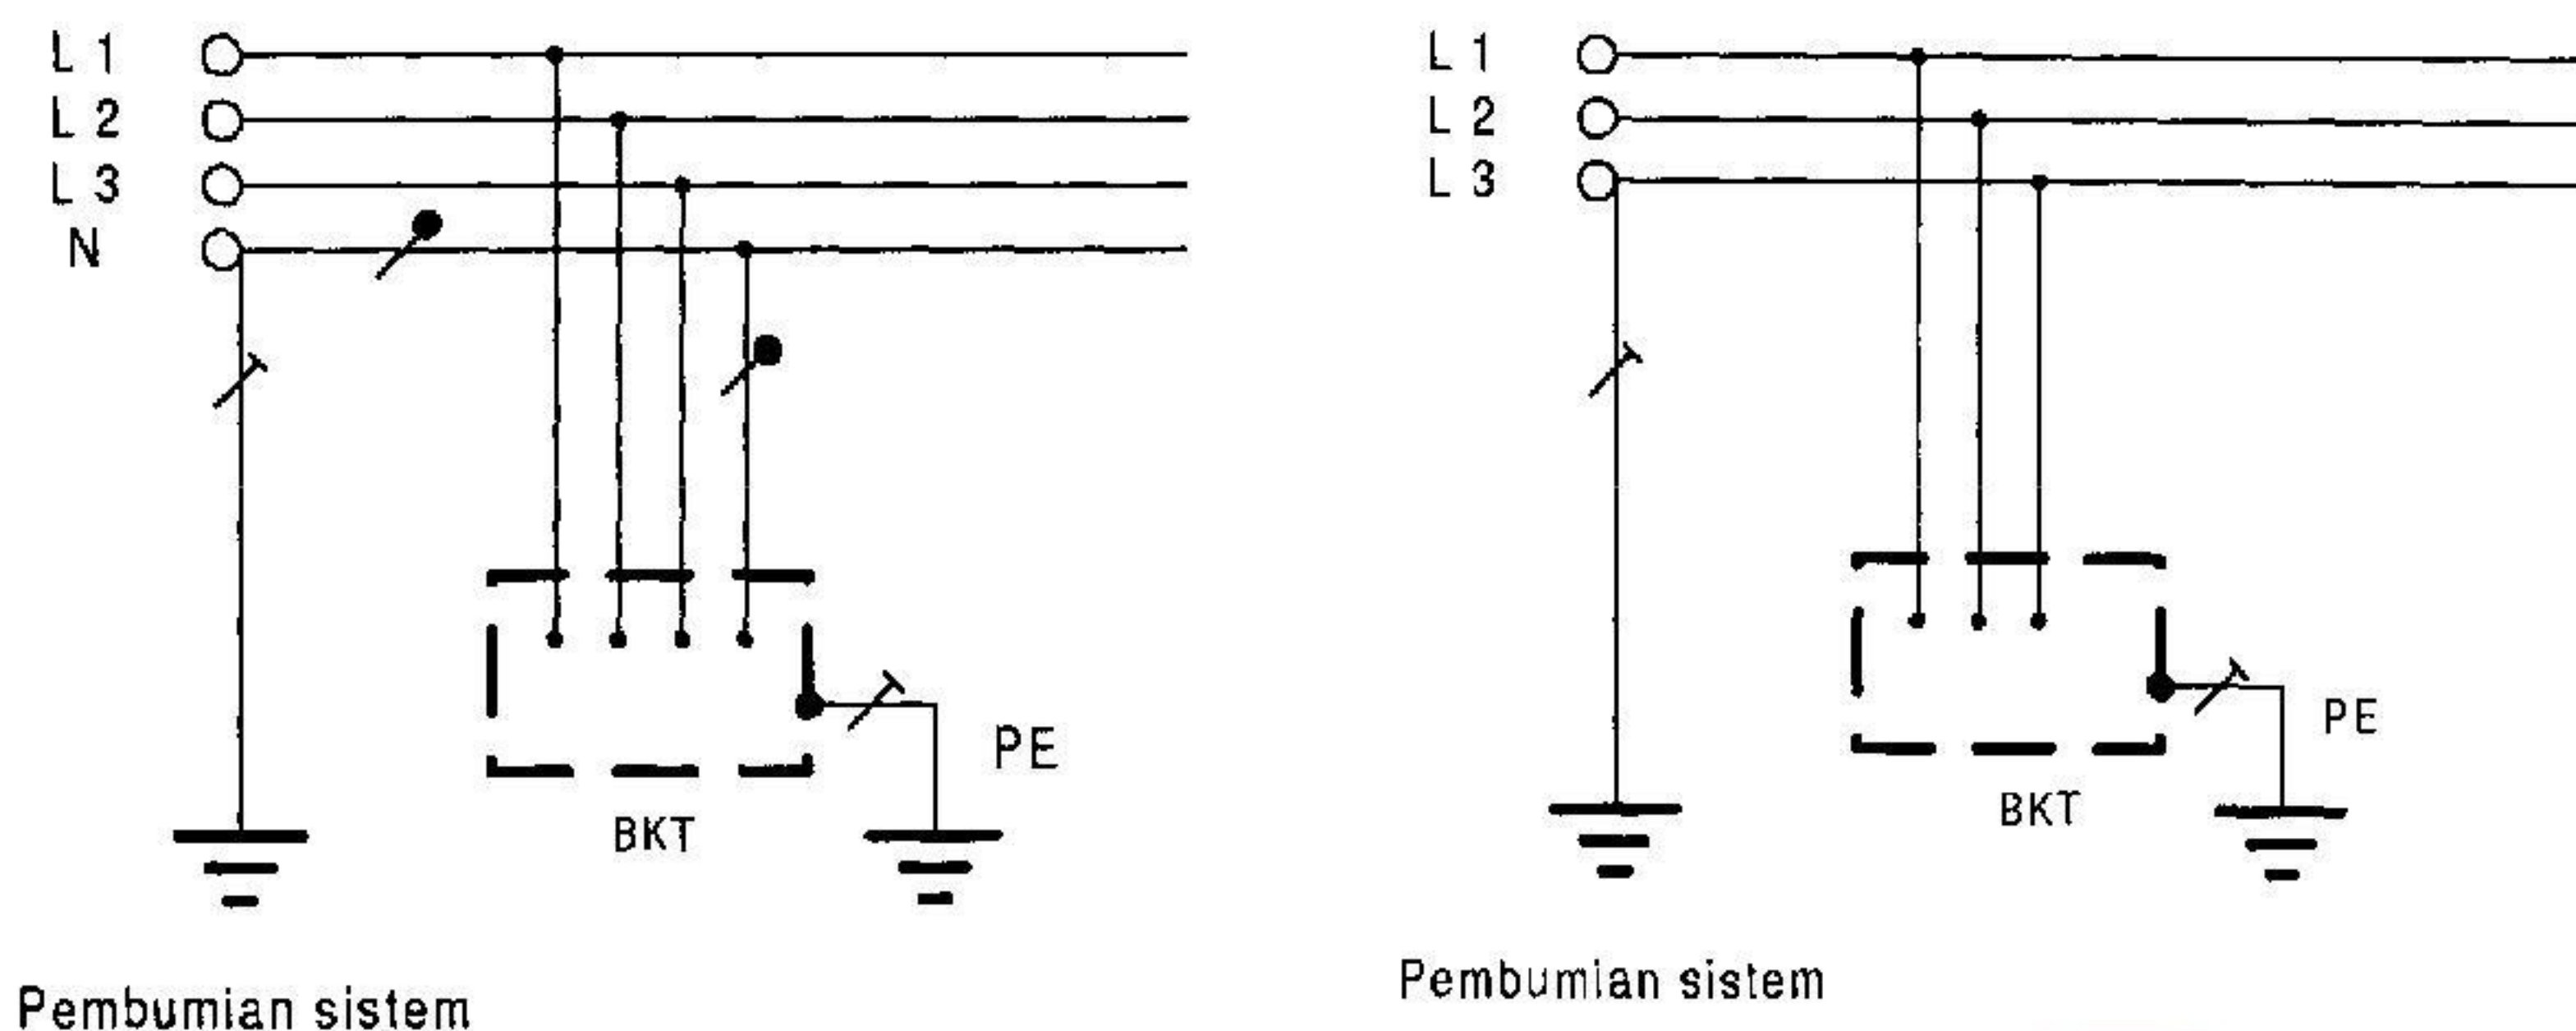 L 1
L 2
L 3
N
PE
BKT
Pembumian sistem
L 1
L 2
L 3
PE
BKT
Pembumian sistem